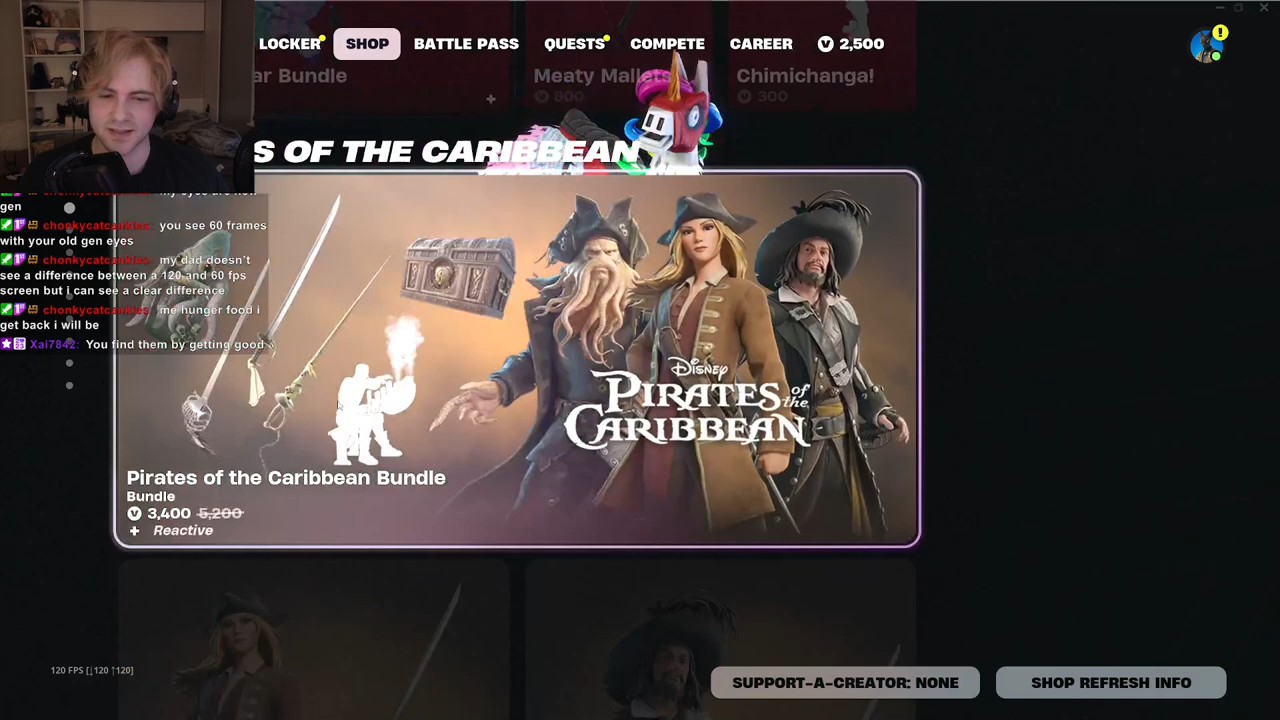 LOCKER
SHOP
BATTLE PASS
QUESTS
COMPETE
CAREER
2,500
ar Bundle
Meaty Mallets
800
Chimichanga!
300
S OF THE CARIBBEAN
gen
chonkycatcankles: you see 60 frames
with your old gen eyes
chonkycatcankles: my dad doesn't
see a difference between a 120 and 60 fps
screen but i can see a clear difference
chonkycatcankles: me hunger food i
get back i will be
Xai7842: You find them by getting good
Disney
PIRATES of the
CARIBBEAN
Pirates of the Caribbean Bundle
Bundle
3,400 5,200
+ Reactive
120 FPS [↓120 ↑120]
SUPPORT-A-CREATOR: NONE
SHOP REFRESH INFO